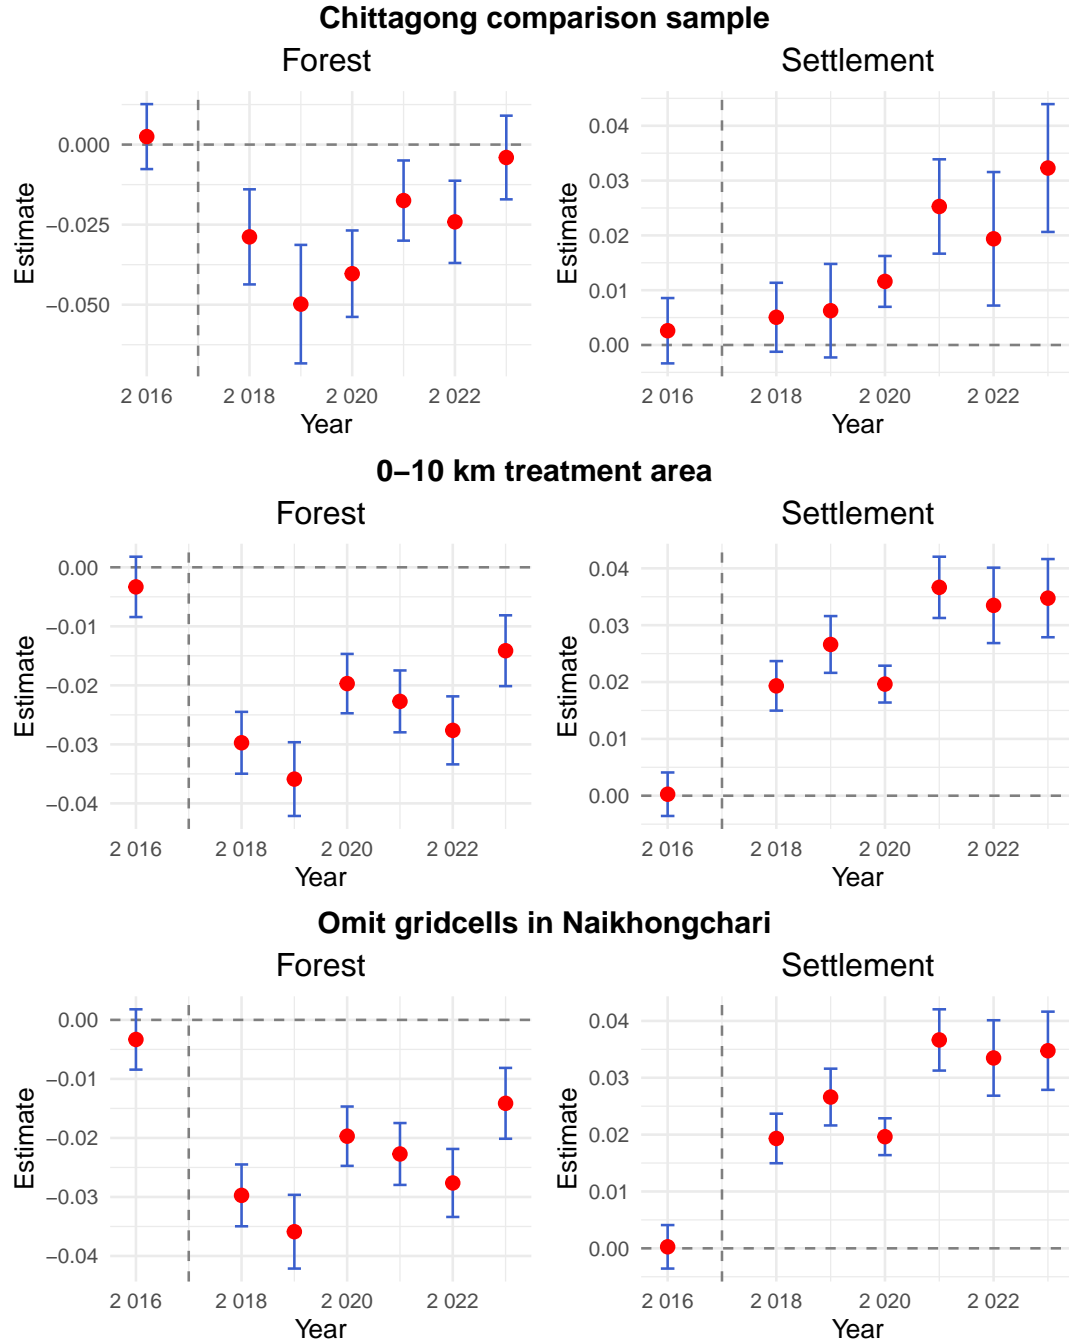 Chittagong comparison sample
Forest
Settlement
Estimate
0.000
−0.025
−0.050
2 016
2 018
2 020
2 022
Year
Estimate
0.04
0.03
0.02
0.01
0.00
2 016
2 018
2 020
2 022
Year
0−10 km treatment area
Forest
Settlement
Estimate
0.00
−0.01
−0.02
−0.03
−0.04
2 016
2 018
2 020
2 022
Year
Estimate
0.04
0.03
0.02
0.01
0.00
2 016
2 018
2 020
2 022
Year
Omit gridcells in Naikhongchari
Forest
Settlement
Estimate
0.00
−0.01
−0.02
−0.03
−0.04
2 016
2 018
2 020
2 022
Year
Estimate
0.04
0.03
0.02
0.01
0.00
2 016
2 018
2 020
2 022
Year